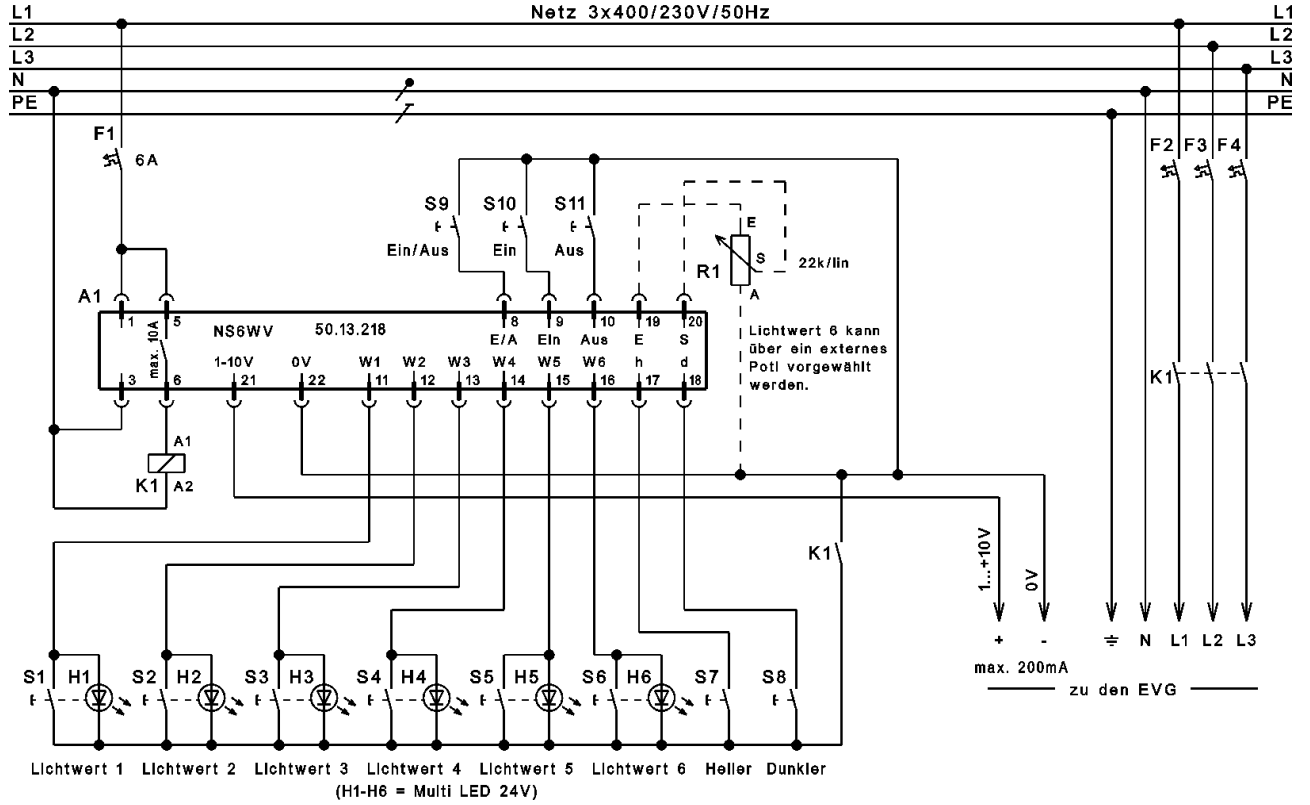 L1 Netz 3x400/230V/50Hz L1
L2 L2
L3 L3
N N
PE PE
F1
6A
F2 F3 F4
S9 S10 S11
Ein/Aus Ein Aus
E
S
R1
A
22k/lin
A1
1 5 8 9 10 19 20
NS6WV 50.13.218
E/A Ein Aus E S
max. 10A
1-10V 0V W1 W2 W3 W4 W5 W6 h d
3 6 21 22 11 12 13 14 15 16 17 18
Lichtwert 6 kann
über ein externes
Poti vorgewählt
werden.
K1
A1
K1 A2
K1
1...+10V
0V
+ - N L1 L2 L3
max. 200mA
zu den EVG
S1 H1 S2 H2 S3 H3 S4 H4 S5 H5 S6 H6 S7 S8
Lichtwert 1 Lichtwert 2 Lichtwert 3 Lichtwert 4 Lichtwert 5 Lichtwert 6 Heller Dunkler
(H1-H6 = Multi LED 24V)